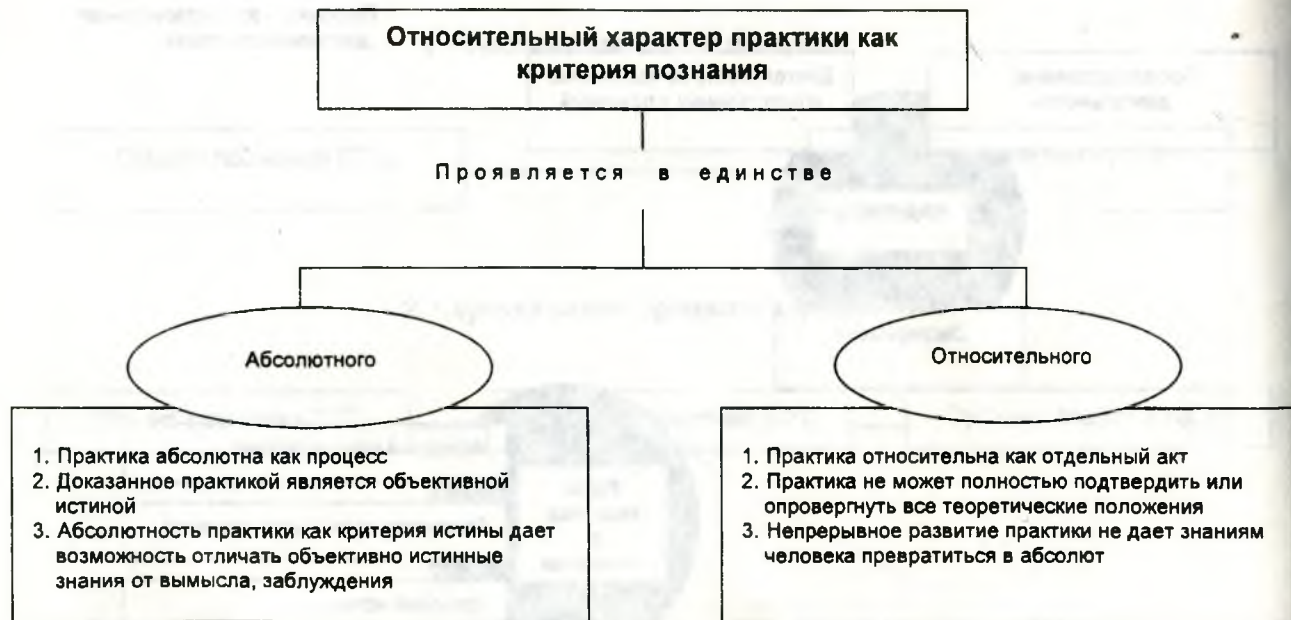 Относительный характер практики как
критерия познания
Проявляется в единстве
Абсолютного
Относительного
1. Практика абсолютна как процесс
2. Доказанное практикой является объективной
истиной
3. Абсолютность практики как критерия истины дает
возможность отличать объективно истинные
знания от вымысла, заблуждения
1. Практика относительна как отдельный акт
2. Практика не может полностью подтвердить или
опровергнуть все теоретические положения
3. Непрерывное развитие практики не дает знаниям
человека превратиться в абсолют